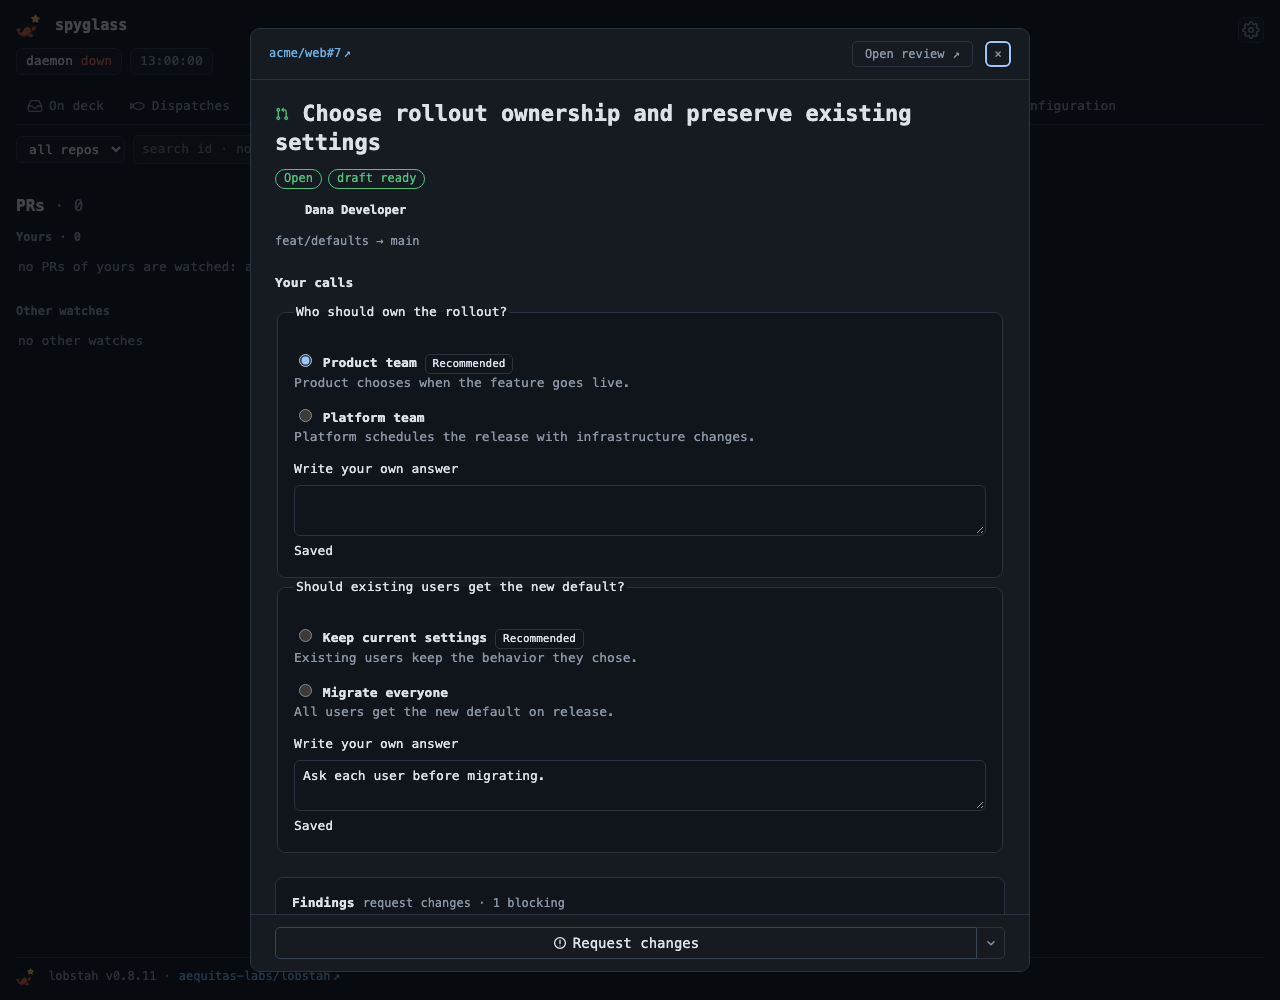 spyglass
daemon down
13:00:00
On deck
Dispatches
nfiguration
all repos
search id · no
PRs · 0
Yours · 0
no PRs of yours are watched: a
Other watches
no other watches
acme/web#7↗
Open review ↗
×
Choose rollout ownership and preserve existing
settings
Open
draft ready
Dana Developer
feat/defaults → main
Your calls
Who should own the rollout?
Product team Recommended
Product chooses when the feature goes live.
Platform team
Platform schedules the release with infrastructure changes.
Write your own answer
Saved
Should existing users get the new default?
Keep current settings Recommended
Existing users keep the behavior they chose.
Migrate everyone
All users get the new default on release.
Write your own answer
Ask each user before migrating.
Saved
Findings request changes · 1 blocking
Request changes
lobstah v0.8.11 · aequitas-labs/lobstah↗